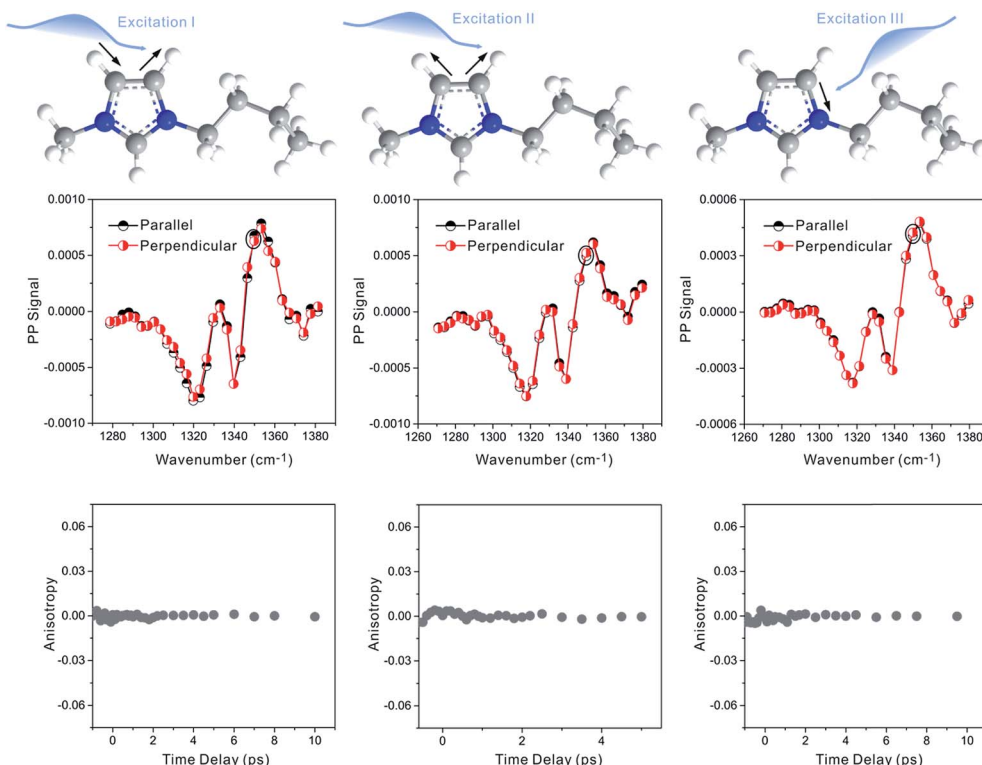 Excitation I
Excitation II
Excitation III
0.0010
0.0005
0.0000
-0.0005
-0.0010
PP Signal
Parallel
Perpendicular
1280 1300 1320 1340 1360 1380
Wavenumber (cm-1)
0.0010
0.0005
0.0000
-0.0005
-0.0010
PP Signal
Parallel
Perpendicular
1260 1280 1300 1320 1340 1360 1380
Wavenumber (cm-1)
0.0006
0.0003
0.0000
-0.0003
-0.0006
PP Signal
Parallel
Perpendicular
1260 1280 1300 1320 1340 1360 1380
Wavenumber (cm-1)
0.06
0.03
0.00
-0.03
-0.06
Anisotropy
0 2 4 6 8 10
Time Delay (ps)
0.06
0.03
0.00
-0.03
-0.06
Anisotropy
0 2 4
Time Delay (ps)
0.06
0.03
0.00
-0.03
-0.06
Anisotropy
0 2 4 6 8 10
Time Delay (ps)